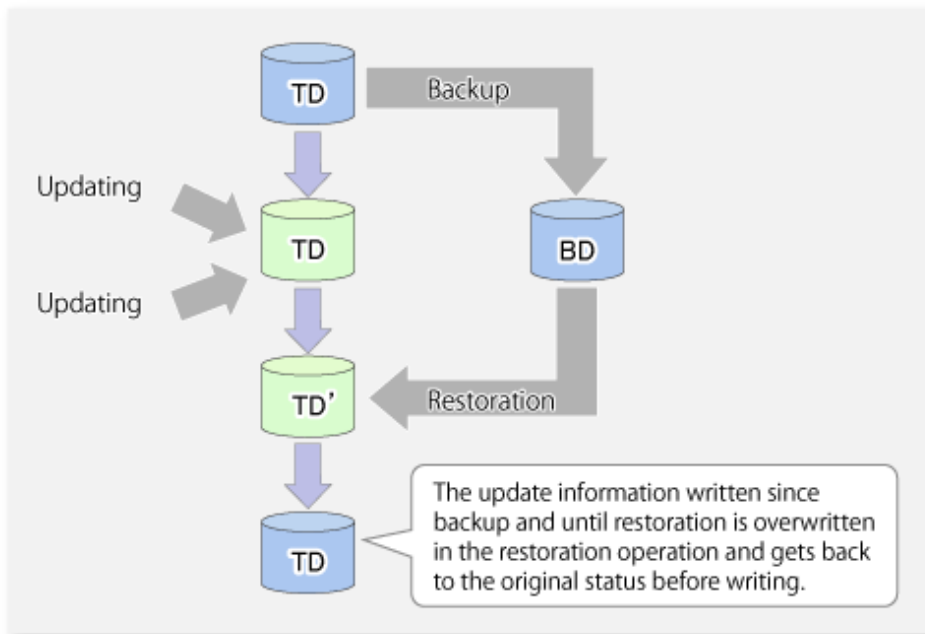 TD
Backup
Updating
TD
BD
Updating
TD'
Restoration
TD
The update information written since
backup and until restoration is overwritten
in the restoration operation and gets back
to the original status before writing.